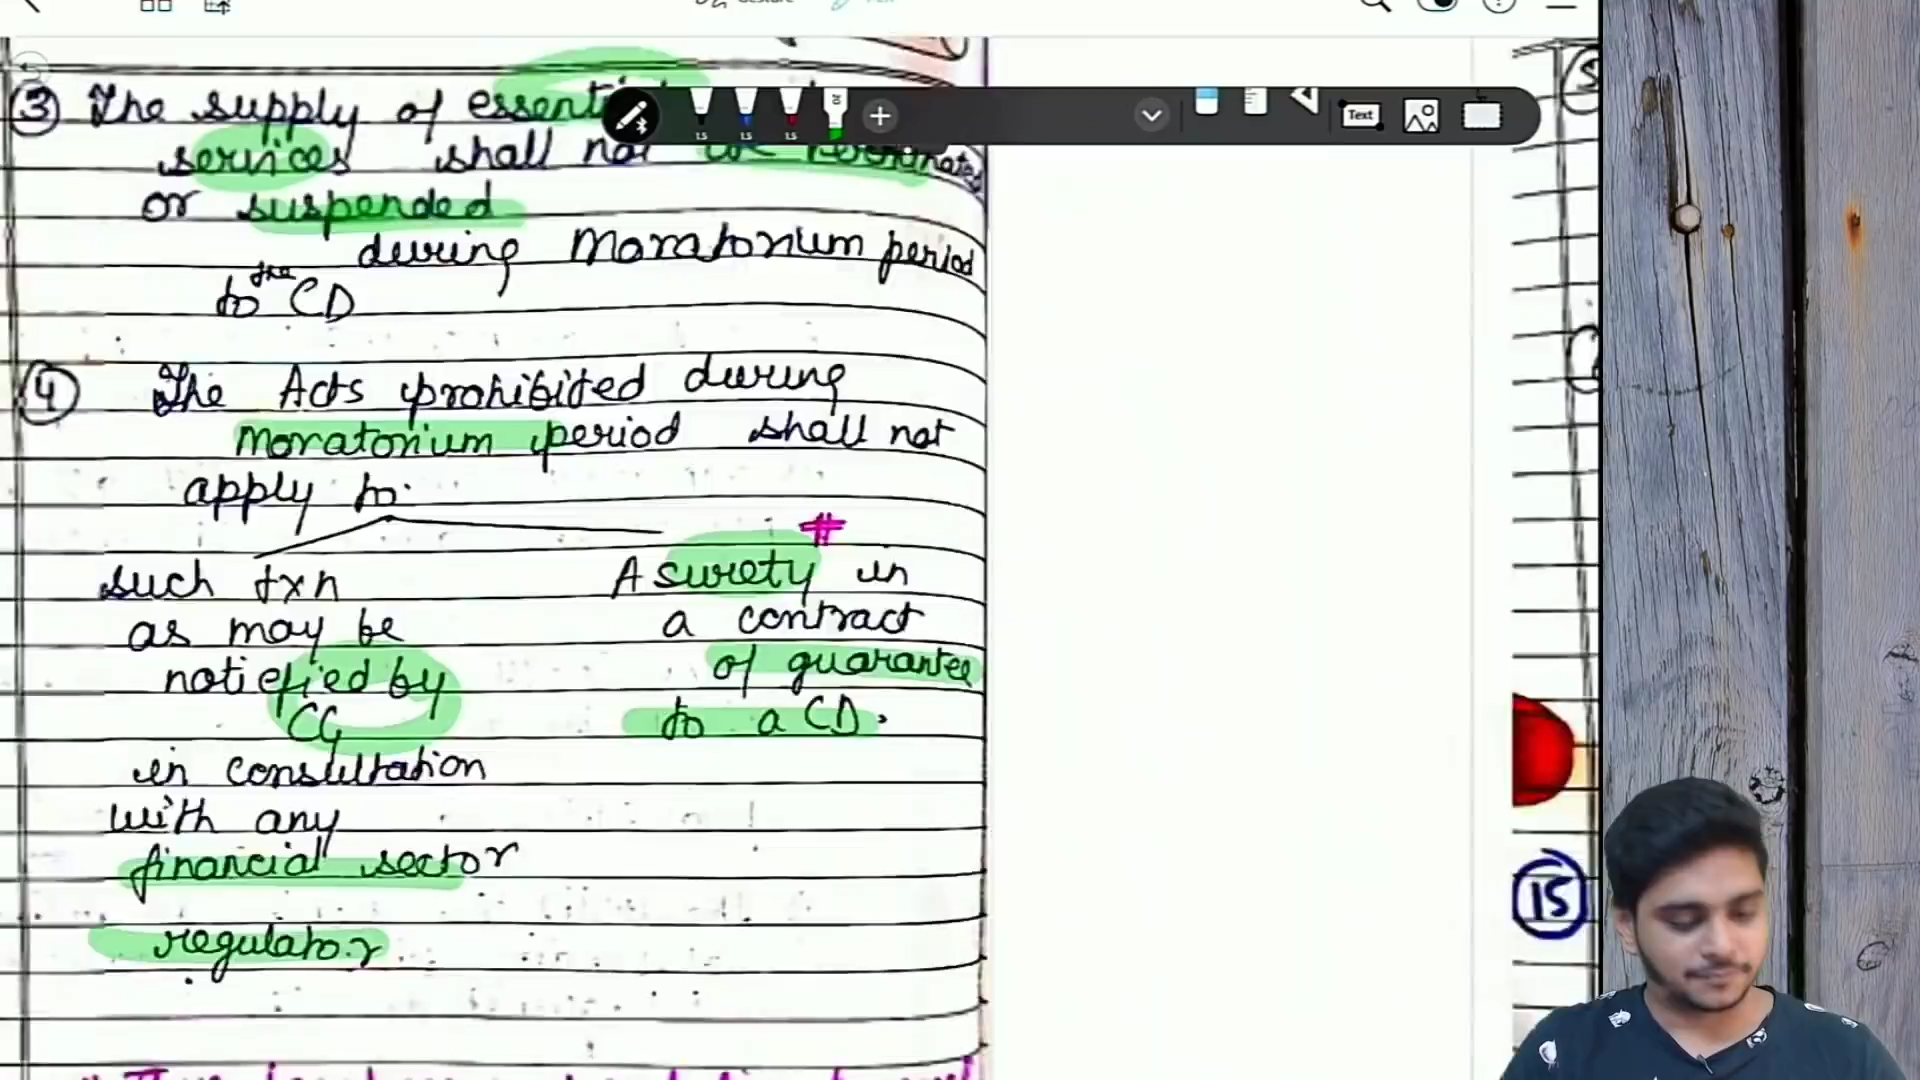 ③ The supply of
services shall not
or suspended
during Moratorium period
the
to CD
④ The Acts prohibited during
moratorium period shall not
apply to
#
such txn
as may be
notiefied by
CG
in consultation
with any
financial sector
regulator
A surety in
a contract
of guarantee
to a CD.
Text
15